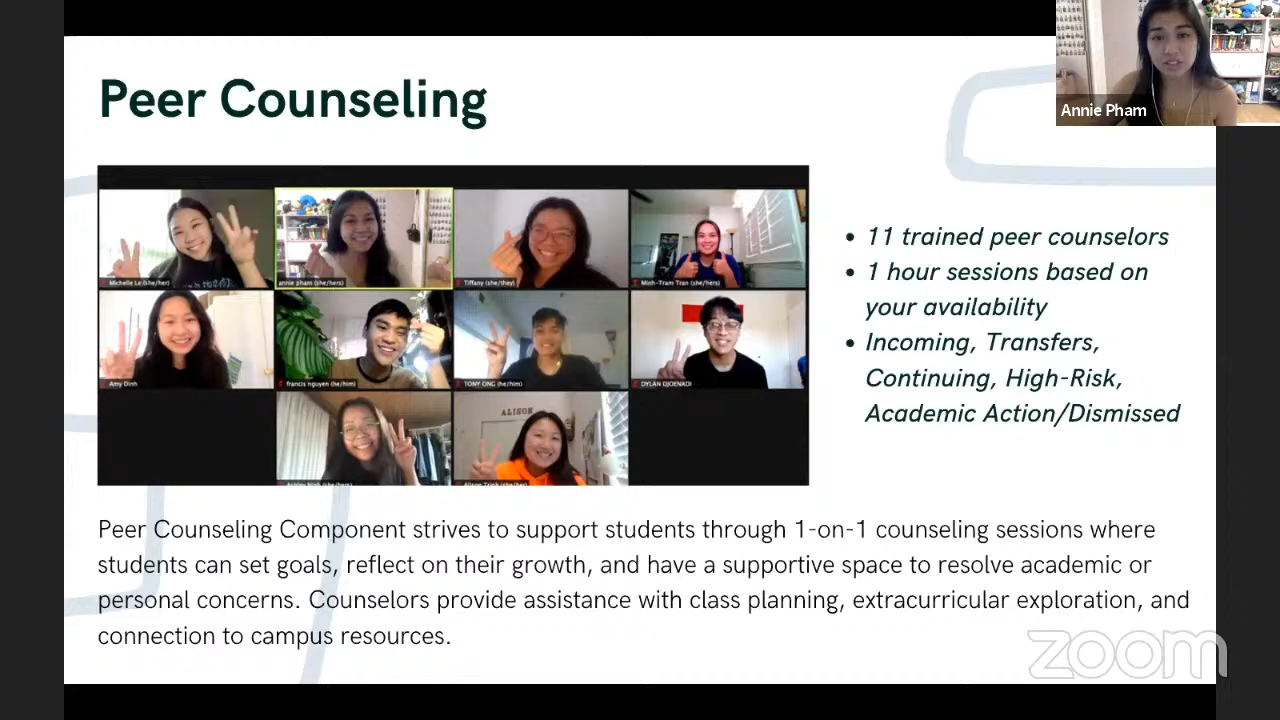 Peer Counseling
Annie Pham
Michelle Le (she/her)
annie pham (she/hers)
Tiffany (she/they)
Minh-Tram Tran (she/hers)
Amy Dinh
francis nguyen (he/him)
TONY ONG (he/him)
DYLAN DJOENADI
ALISON
Alison Trinh (she/her)
• 11 trained peer counselors
• 1 hour sessions based on
your availability
• Incoming, Transfers,
Continuing, High-Risk,
Academic Action/Dismissed
Peer Counseling Component strives to support students through 1-on-1 counseling sessions where
students can set goals, reflect on their growth, and have a supportive space to resolve academic or
personal concerns. Counselors provide assistance with class planning, extracurricular exploration, and
connection to campus resources.
zoom